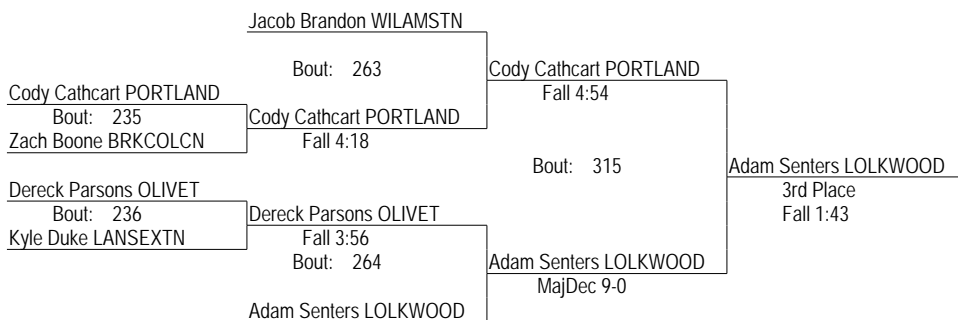 Jacob Brandon WILAMSTN
Bout: 263
Cody Cathcart PORTLAND
Fall 4:54
Cody Cathcart PORTLAND
Bout: 235
Zach Boone BRKCOLCN
Cody Cathcart PORTLAND
Fall 4:18
Bout: 315
Adam Senters LOLKWOOD
3rd Place
Fall 1:43
Dereck Parsons OLIVET
Bout: 236
Kyle Duke LANSEXTN
Dereck Parsons OLIVET
Fall 3:56
Bout: 264
Adam Senters LOLKWOOD
MajDec 9-0
Adam Senters LOLKWOOD